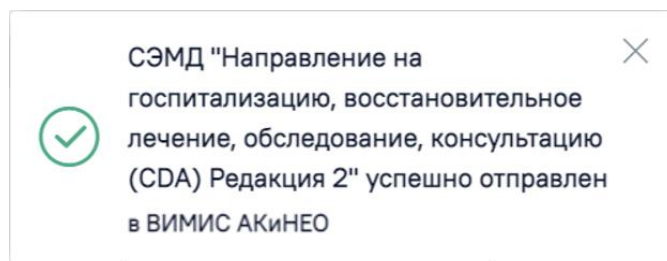 СЭМД "Направление на
госпитализацию, восстановительное
лечение, обследование, консультацию
(CDA) Редакция 2" успешно отправлен
в ВИМИС АКиНЕО